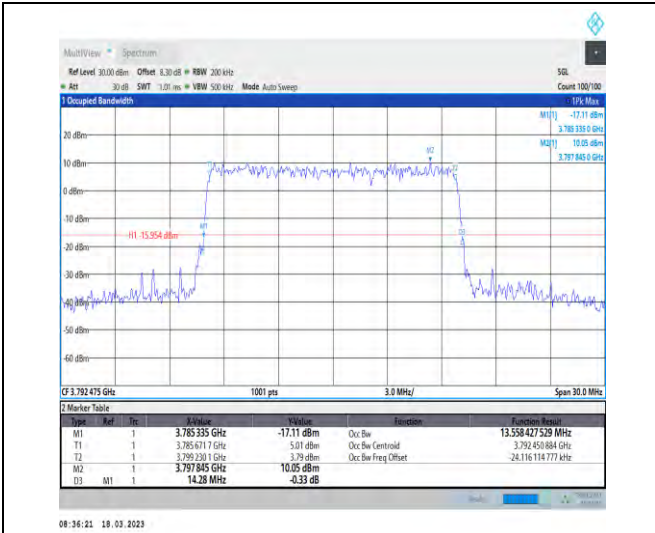 MultiView Spectrum
Ref Level 30.00 dBm Offset 8.30 dB RBW 200 kHz SGL
Att 30 dB SWT 1.01 ms VBW 500 kHz Mode Auto Sweep Count 100/100
1 Occupied Bandwidth 1Pk Max
M1[1] -17.11 dBm
3.785 335 0 GHz
M2[1] 10.05 dBm
3.797 845 0 GHz
20 dBm
M2
T1 T2
10 dBm
0 dBm
-10 dBm
M1
H1 -15.954 dBm
D3
-20 dBm
-30 dBm
-40 dBm
-50 dBm
-60 dBm
CF 3.792 475 GHz 1001 pts 3.0 MHz/ Span 30.0 MHz
2 Marker Table
Type Ref Trc X-Value Y-Value Function Function Result
M1 1 3.785 335 GHz -17.11 dBm Occ Bw 13.558 427 529 MHz
T1 1 3.785 671 7 GHz 5.01 dBm Occ Bw Centroid 3.792 450 884 GHz
T2 1 3.799 230 1 GHz 3.79 dBm Occ Bw Freq Offset -24.116 114 777 kHz
M2 1 3.797 845 GHz 10.05 dBm
D3 M1 1 14.28 MHz -0.33 dB
08:36:21 18.03.2023